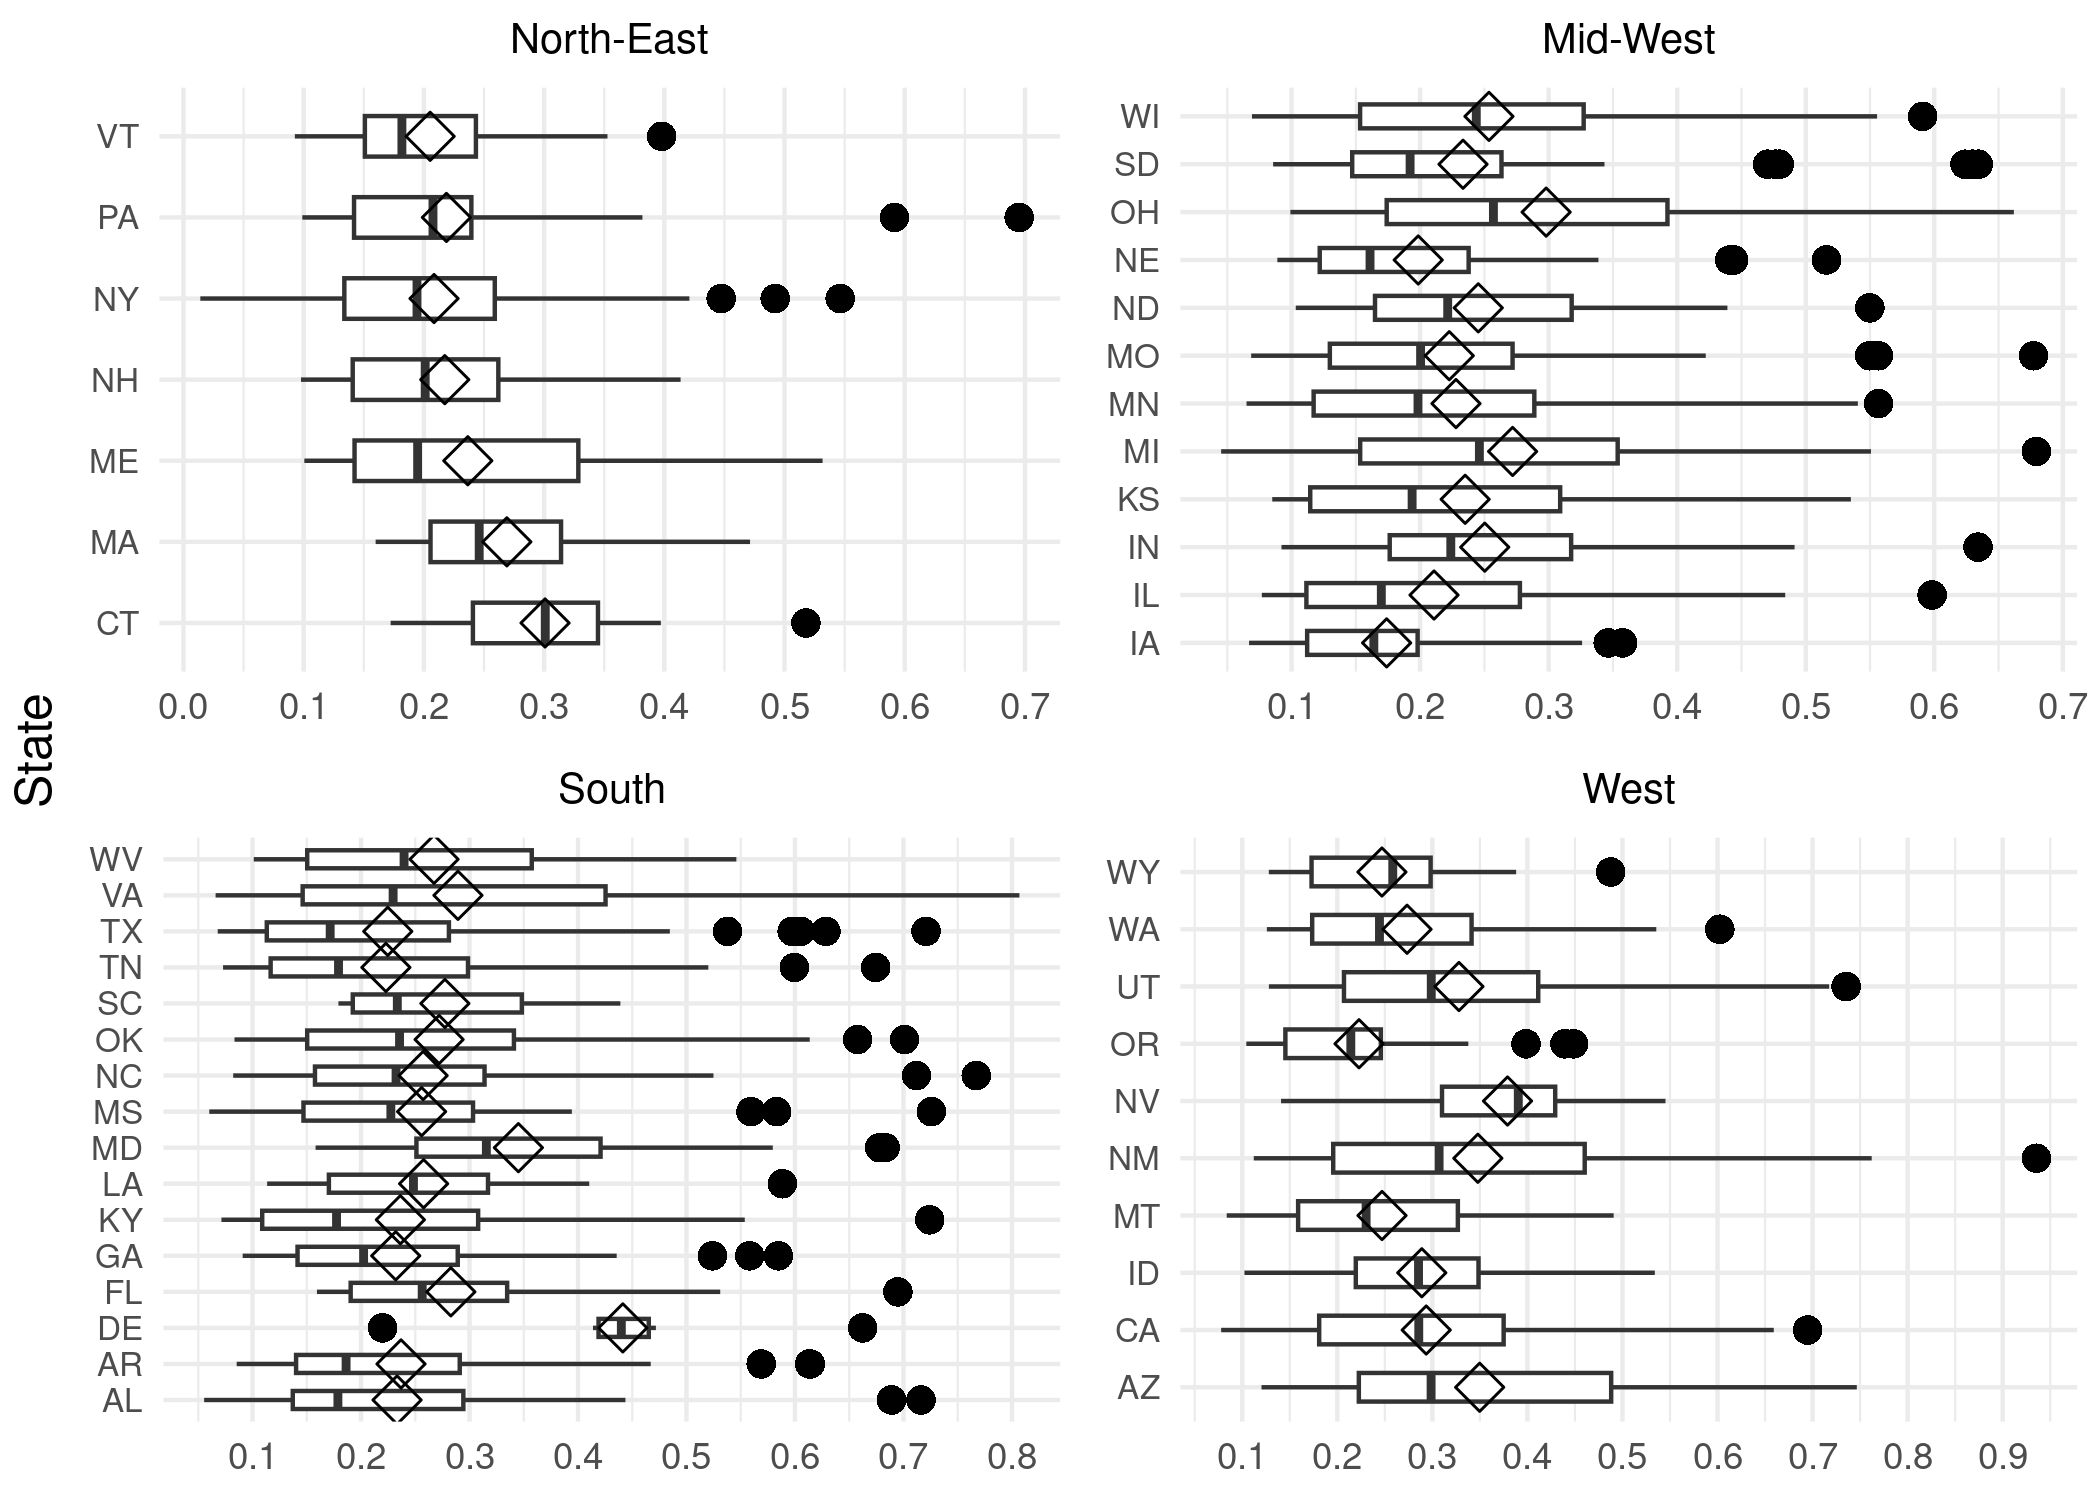 North-East
VT
PA
NY
NH
ME
MA
CT
0.0 0.1 0.2 0.3 0.4 0.5 0.6 0.7
Mid-West
WI
SD
OH
NE
ND
MO
MN
MI
KS
IN
IL
IA
0.1 0.2 0.3 0.4 0.5 0.6 0.7
State
South
WV
VA
TX
TN
SC
OK
NC
MS
MD
LA
KY
GA
FL
DE
AR
AL
0.1 0.2 0.3 0.4 0.5 0.6 0.7 0.8
West
WY
WA
UT
OR
NV
NM
MT
ID
CA
AZ
0.1 0.2 0.3 0.4 0.5 0.6 0.7 0.8 0.9